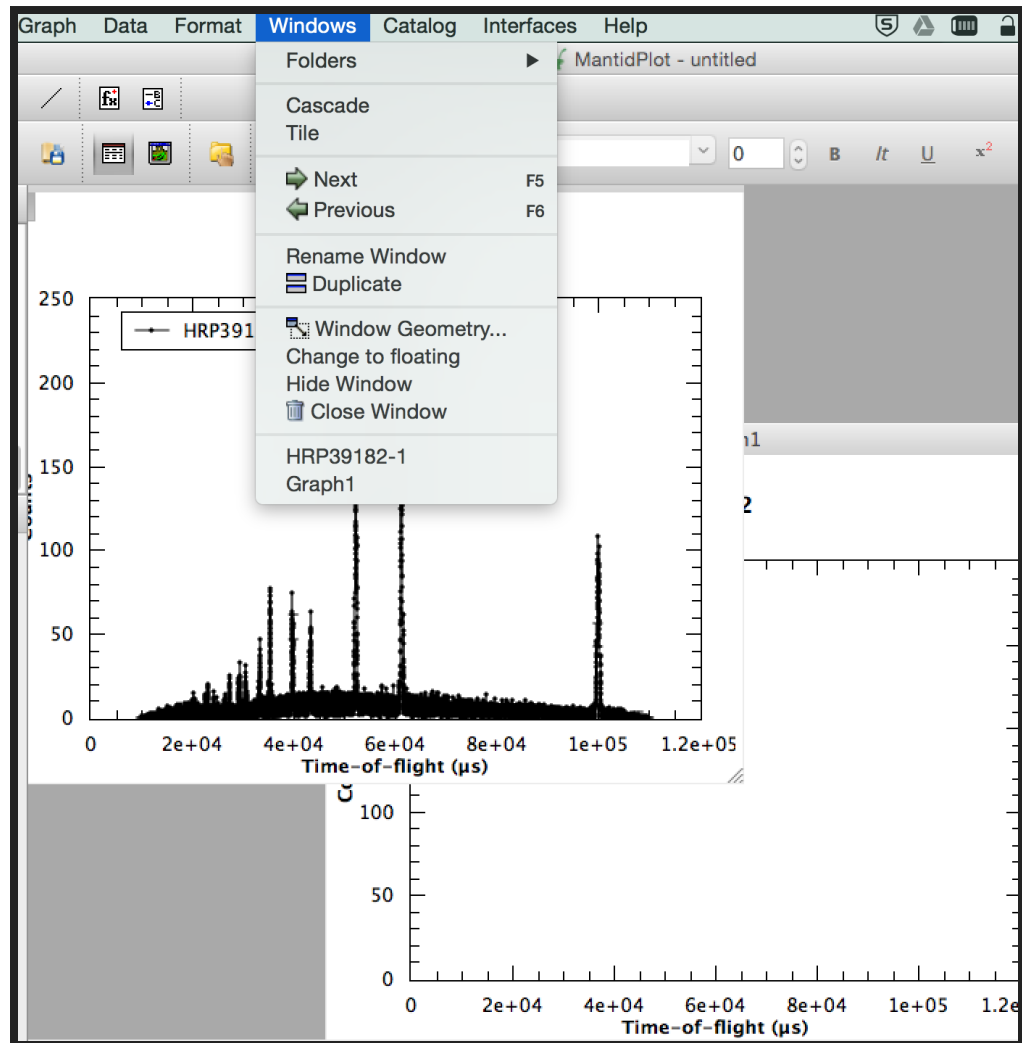 Graph Data Format Windows Catalog Interfaces Help
MantidPlot - untitled
Folders
Cascade
Tile
Next F5
Previous F6
Rename Window
Duplicate
Window Geometry...
Change to floating
Hide Window
Close Window
HRP39182-1
Graph1
0 B It U x²
250
200
150
100
50
0
HRP391
0 2e+04 4e+04 6e+04 8e+04 1e+05 1.2e+05
Time-of-flight (μs)
h1
2
100
50
0
0 2e+04 4e+04 6e+04 8e+04 1e+05 1.2e
Time-of-flight (μs)